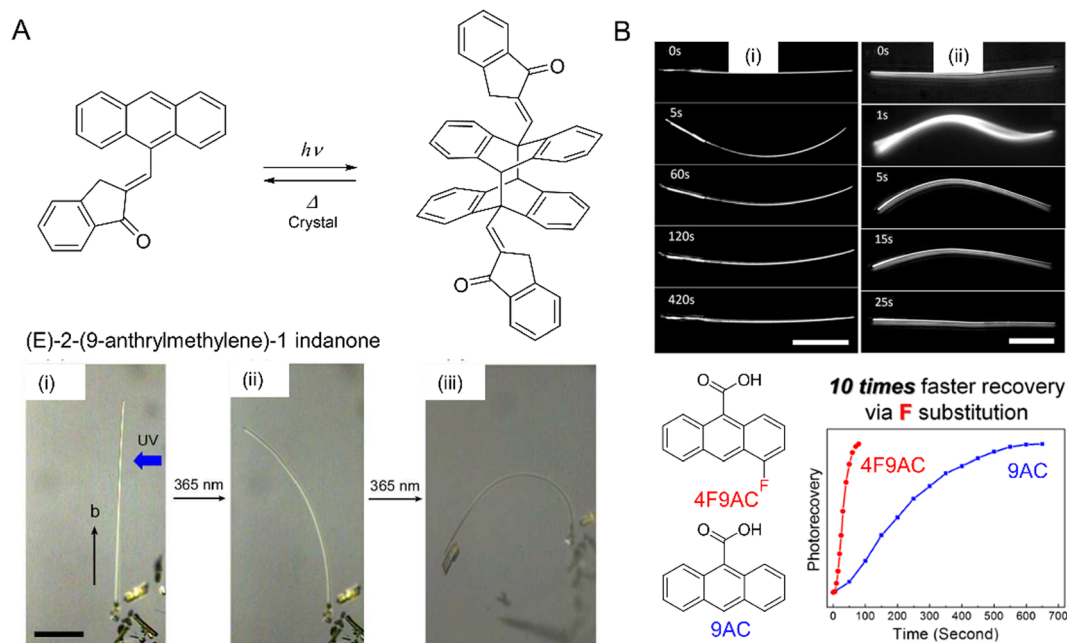 A
O
hν
Δ
Crystal
O
O
(E)-2-(9-anthrylmethylene)-1 indanone
(i)
UV
b
365 nm
(ii)
365 nm
(iii)
B
(i)
0s
5s
60s
120s
420s
(ii)
0s
1s
5s
15s
25s
O
OH
F
4F9AC
O
OH
9AC
10 times faster recovery
via F substitution
4F9AC
9AC
Photorecovery
0 100 200 300 400 500 600 700
Time (Second)